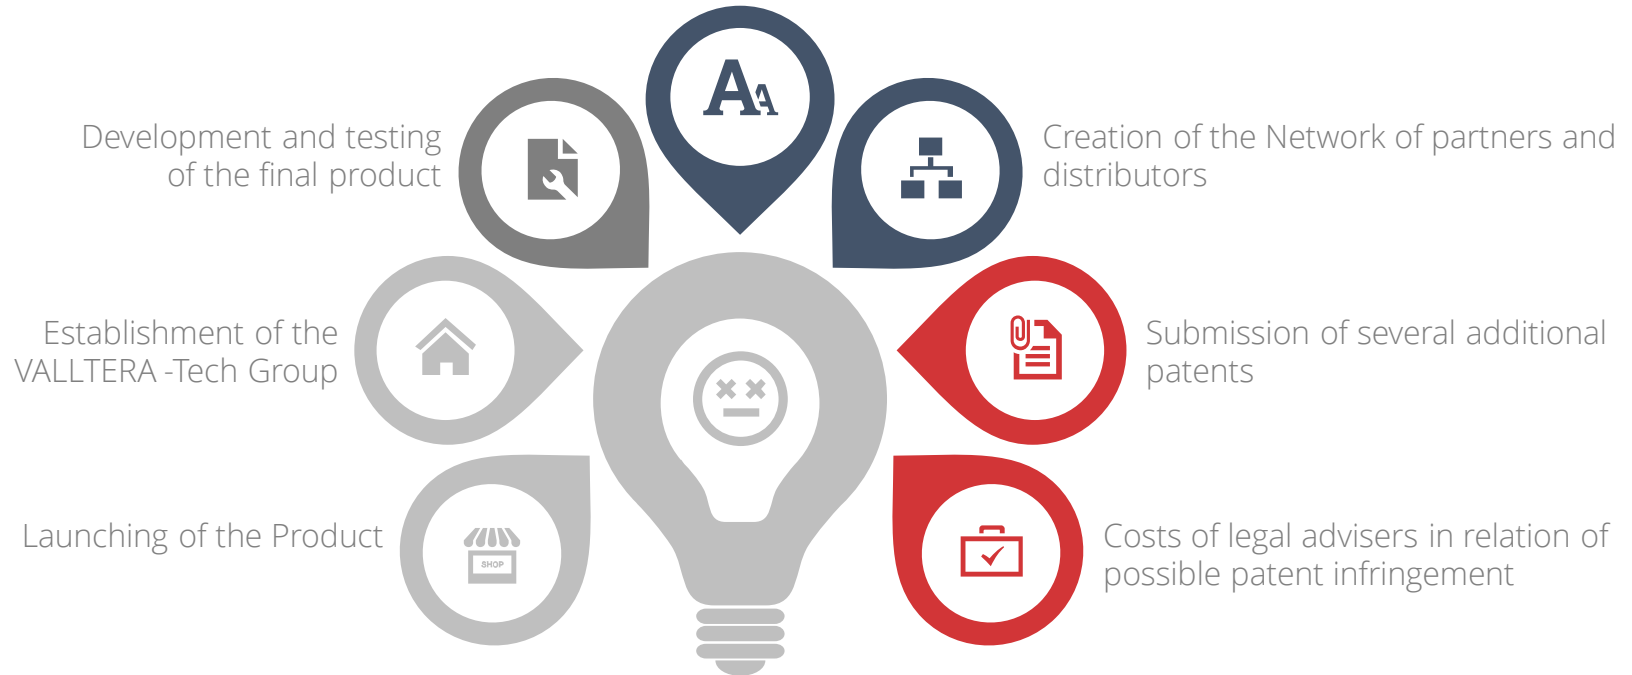 AA
Development and testing
of the final product
Creation of the Network of partners and
distributors
Establishment of the
VALLTERA -Tech Group
Submission of several additional
patents
Launching of the Product
SHOP
Costs of legal advisers in relation of
possible patent infringement